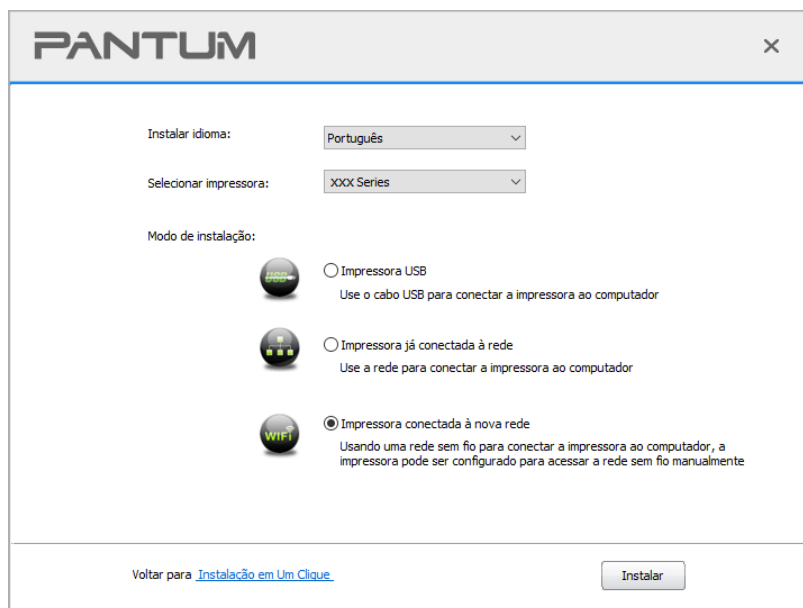 PANTUM
Instalar idioma:
Português
Selecionar impressora:
XXX Series
Modo de instalação:
USB
Impressora USB
Use o cabo USB para conectar a impressora ao computador
Impressora já conectada à rede
Use a rede para conectar a impressora ao computador
WIFI
Impressora conectada à nova rede
Usando uma rede sem fio para conectar a impressora ao computador, a
impressora pode ser configurado para acessar a rede sem fio manualmente
Voltar para Instalação em Um Clique
Instalar